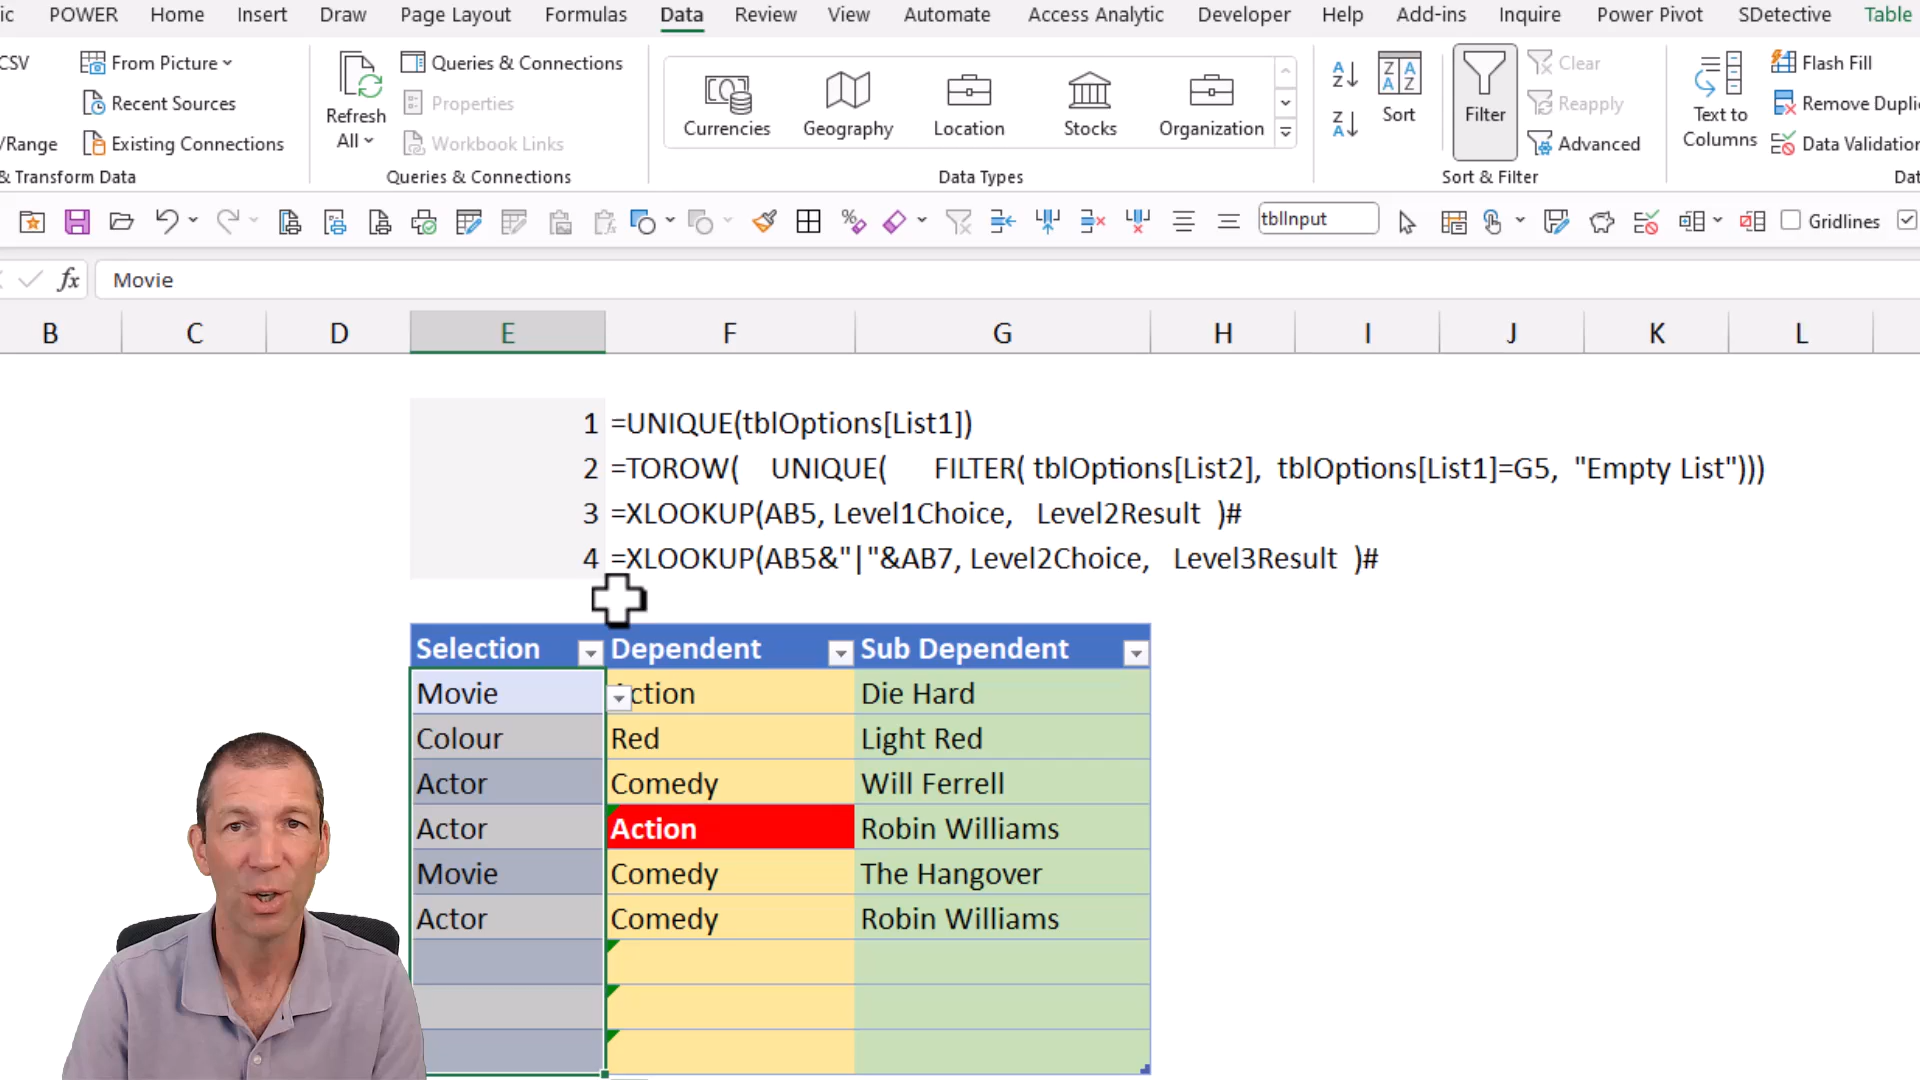 ic POWER Home Insert Draw Page Layout Formulas Data Review View Automate Access Analytic Developer Help Add-ins Inquire Power Pivot SDetective Table
CSV From Picture Queries & Connections Clear Flash Fill
Recent Sources Properties Reapply Remove Dupli
/Range Existing Connections Workbook Links Advanced Data Validation
Refresh All Currencies Geography Location Stocks Organization Sort Filter Text to Columns
& Transform Data Queries & Connections Data Types Sort & Filter Dat
tblInput Gridlines
fx Movie
B C D E F G H I J K L
1 =UNIQUE(tblOptions[List1])
2 =TOROW( UNIQUE( FILTER( tblOptions[List2], tblOptions[List1]=G5, "Empty List")))
3 =XLOOKUP(AB5, Level1Choice, Level2Result )#
4 =XLOOKUP(AB5&"|"&AB7, Level2Choice, Level3Result )#
Selection Dependent Sub Dependent
Movie ction Die Hard
Colour Red Light Red
Actor Comedy Will Ferrell
Actor Action Robin Williams
Movie Comedy The Hangover
Actor Comedy Robin Williams